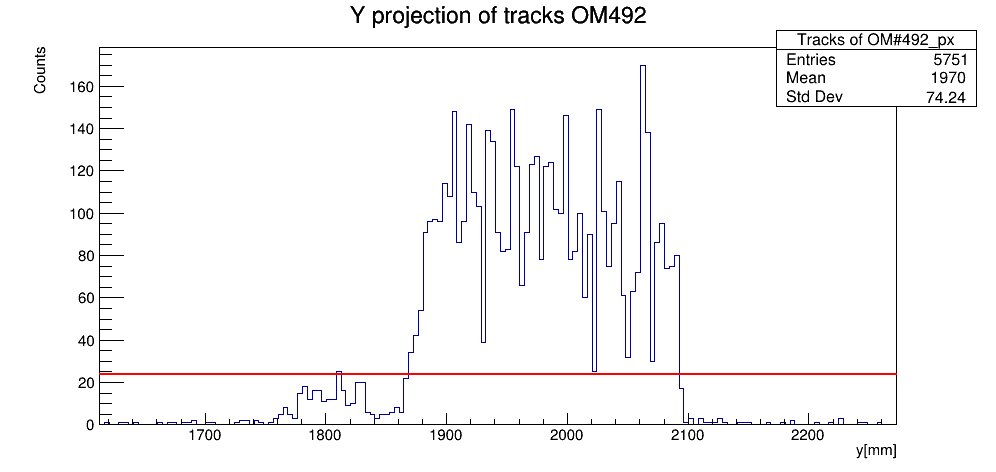 Y projection of tracks OM492
Tracks of OM#492_px
Entries 5751
Mean 1970
Std Dev 74.24
Counts
160
140
120
100
80
60
40
20
0
1700 1800 1900 2000 2100 2200
y[mm]